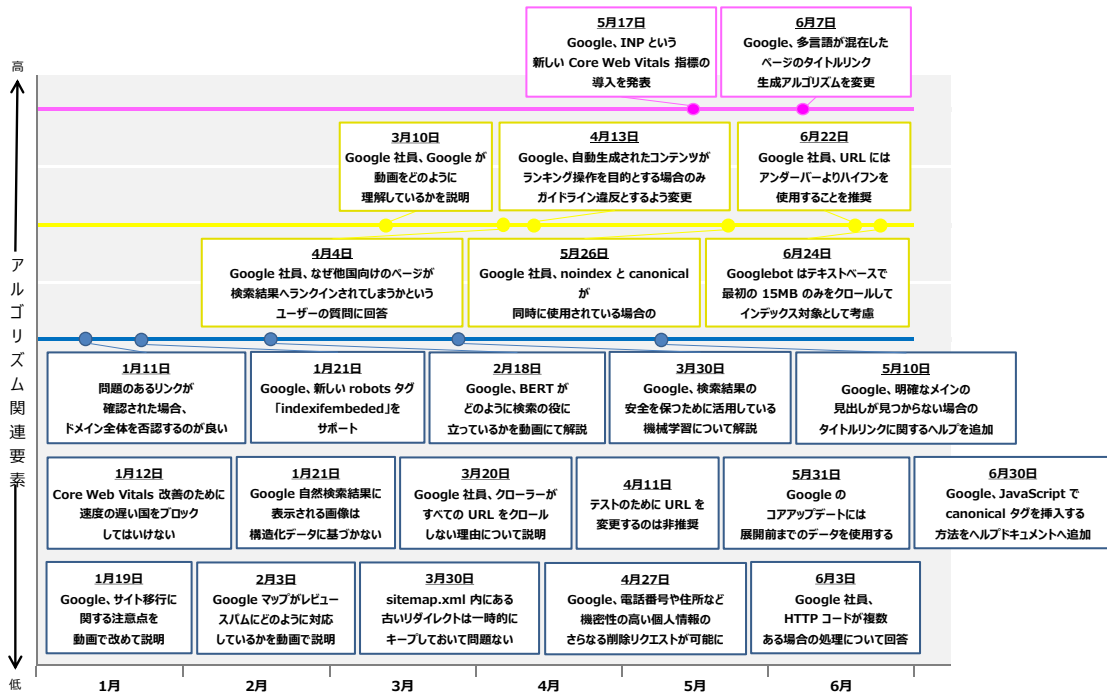 高
アルゴリズム関連要素
低
5月17日
Google、INP という
新しい Core Web Vitals 指標の
導入を発表
6月7日
Google、多言語が混在した
ページのタイトルリンク
生成アルゴリズムを変更
3月10日
Google 社員、Google が
動画をどのように
理解しているかを説明
4月13日
Google、自動生成されたコンテンツが
ランキング操作を目的とする場合のみ
ガイドライン違反とするよう変更
6月22日
Google 社員、URL には
アンダーバーよりハイフンを
使用することを推奨
4月4日
Google 社員、なぜ他国向けのページが
検索結果へランクインされてしまうかという
ユーザーの質問に回答
5月26日
Google 社員、noindex と canonical
が
同時に使用されている場合の
6月24日
Googlebot はテキストベースで
最初の 15MB のみをクロールして
インデックス対象として考慮
1月11日
問題のあるリンクが
確認された場合、
ドメイン全体を否認するのが良い
1月21日
Google、新しい robots タグ
「indexifembeded」を
サポート
2月18日
Google、BERT が
どのように検索の役に
立っているかを動画にて解説
3月30日
Google、検索結果の
安全を保つために活用している
機械学習について解説
5月10日
Google、明確なメインの
見出しが見つからない場合の
タイトルリンクに関するヘルプを追加
1月12日
Core Web Vitals 改善のために
速度の遅い国をブロック
してはいけない
1月21日
Google 自然検索結果に
表示される画像は
構造化データに基づかない
3月20日
Google 社員、クローラーが
すべての URL をクロール
しない理由について説明
4月11日
テストのために URL を
変更するのは非推奨
5月31日
Google の
コアアップデートには
展開前までのデータを使用する
6月30日
Google、JavaScript で
canonical タグを挿入する
方法をヘルプドキュメントへ追加
1月19日
Google、サイト移行に
関する注意点を
動画で改めて説明
2月3日
Google マップがレビュー
スパムにどのように対応
しているかを動画で説明
3月30日
sitemap.xml 内にある
古いリダイレクトは一時的に
キープしておいて問題ない
4月27日
Google、電話番号や住所など
機密性の高い個人情報の
さらなる削除リクエストが可能に
6月3日
Google 社員、
HTTP コードが複数
ある場合の処理について回答
1月
2月
3月
4月
5月
6月